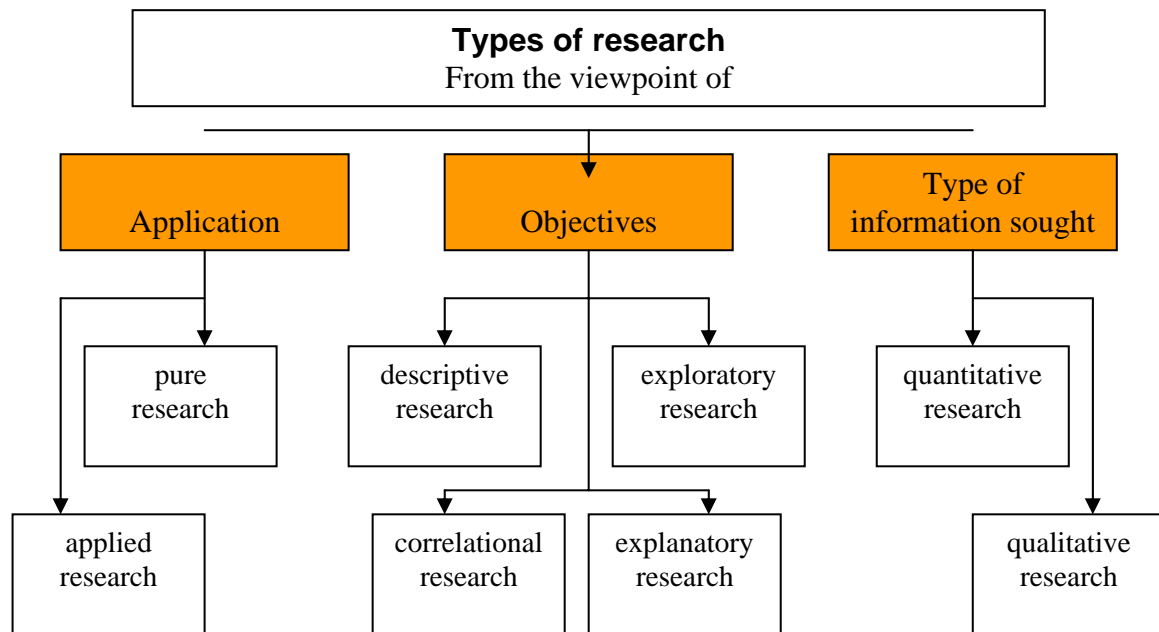 Types of research
From the viewpoint of
Application
Objectives
Type of
information sought
pure
research
descriptive
research
exploratory
research
quantitative
research
applied
research
correlational
research
explanatory
research
qualitative
research